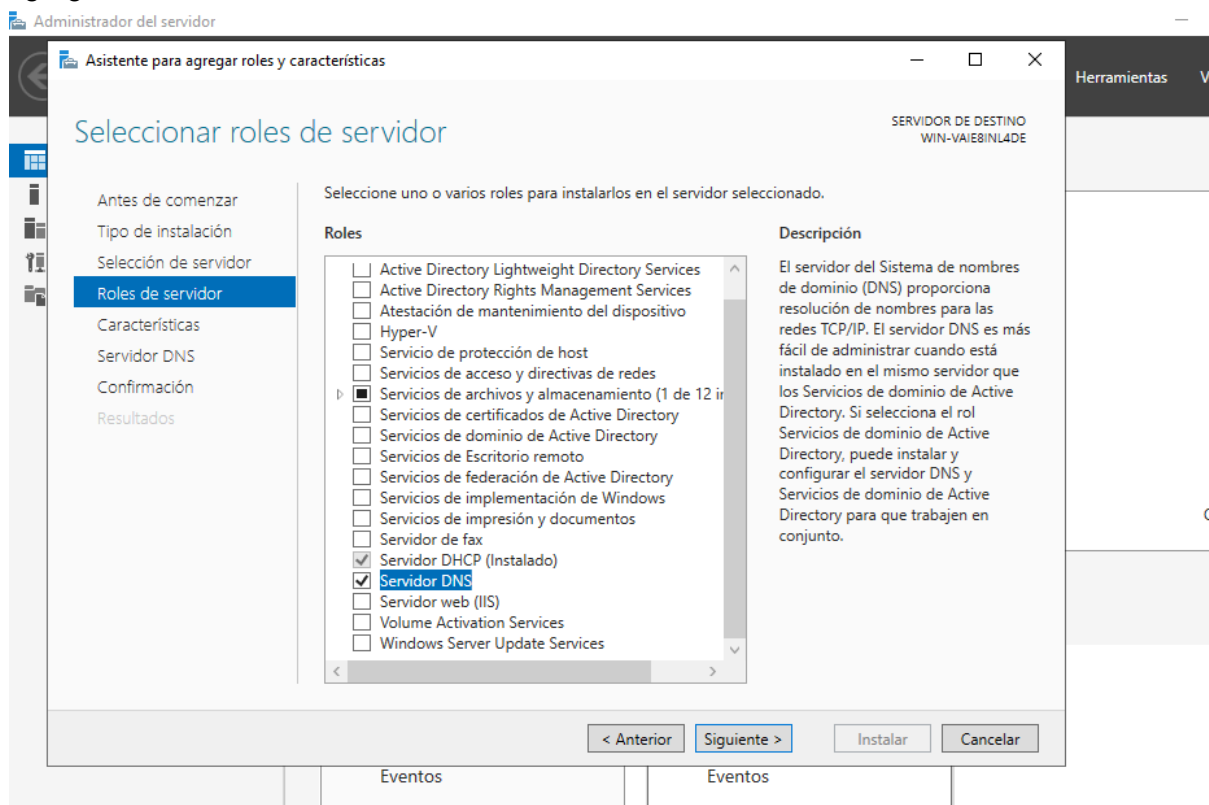 Administrador del servidor
Asistente para agregar roles y características
Herramientas
Seleccionar roles de servidor
SERVIDOR DE DESTINO
WIN-VAIE8INL4DE
Antes de comenzar
Tipo de instalación
Selección de servidor
Roles de servidor
Características
Servidor DNS
Confirmación
Resultados
Seleccione uno o varios roles para instalarlos en el servidor seleccionado.
Roles
Active Directory Lightweight Directory Services
Active Directory Rights Management Services
Atestación de mantenimiento del dispositivo
Hyper-V
Servicio de protección de host
Servicios de acceso y directivas de redes
Servicios de archivos y almacenamiento (1 de 12 in
Servicios de certificados de Active Directory
Servicios de dominio de Active Directory
Servicios de Escritorio remoto
Servicios de federación de Active Directory
Servicios de implementación de Windows
Servicios de impresión y documentos
Servidor de fax
Servidor DHCP (Instalado)
Servidor DNS
Servidor web (IIS)
Volume Activation Services
Windows Server Update Services
Descripción
El servidor del Sistema de nombres
de dominio (DNS) proporciona
resolución de nombres para las
redes TCP/IP. El servidor DNS es más
fácil de administrar cuando está
instalado en el mismo servidor que
los Servicios de dominio de Active
Directory. Si selecciona el rol
Servicios de dominio de Active
Directory, puede instalar y
configurar el servidor DNS y
Servicios de dominio de Active
Directory para que trabajen en
conjunto.
< Anterior
Siguiente >
Instalar
Cancelar
Eventos
Eventos